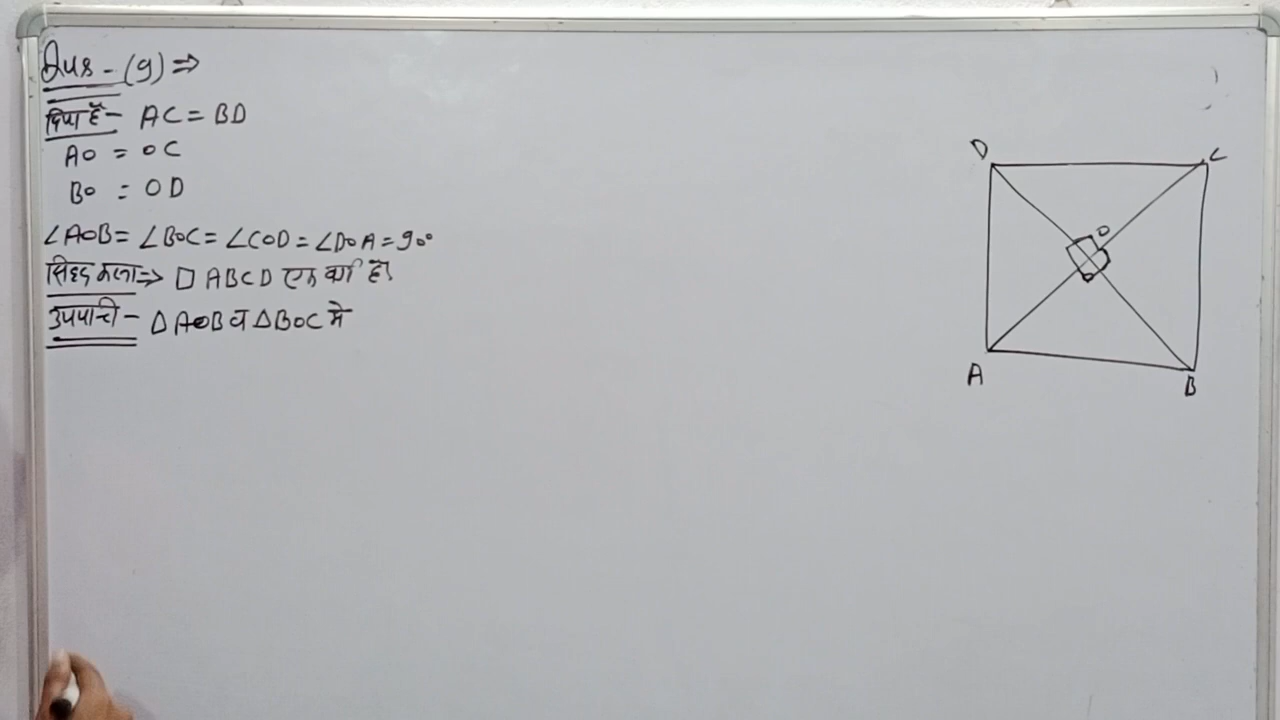 Qus - (9) ⇒
दिया है - AC = BD
AO = OC
BO = OD
∠AOB = ∠BOC = ∠COD = ∠DOA = 90°
सिद्ध करना ⇒ □ ABCD एक वर्ग है।
उपपत्ति - △AOB व △BOC मे
D
C
O
A
B